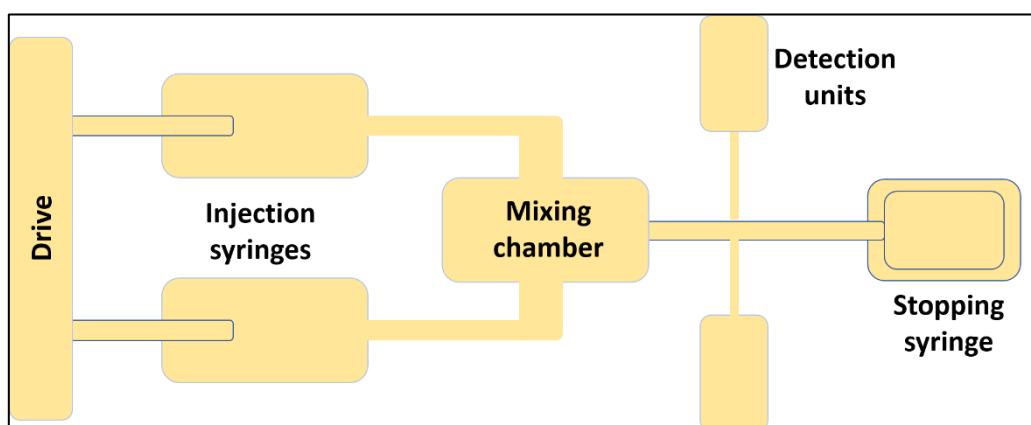 Drive
Injection
syringes
Mixing
chamber
Detection
units
Stopping
syringe